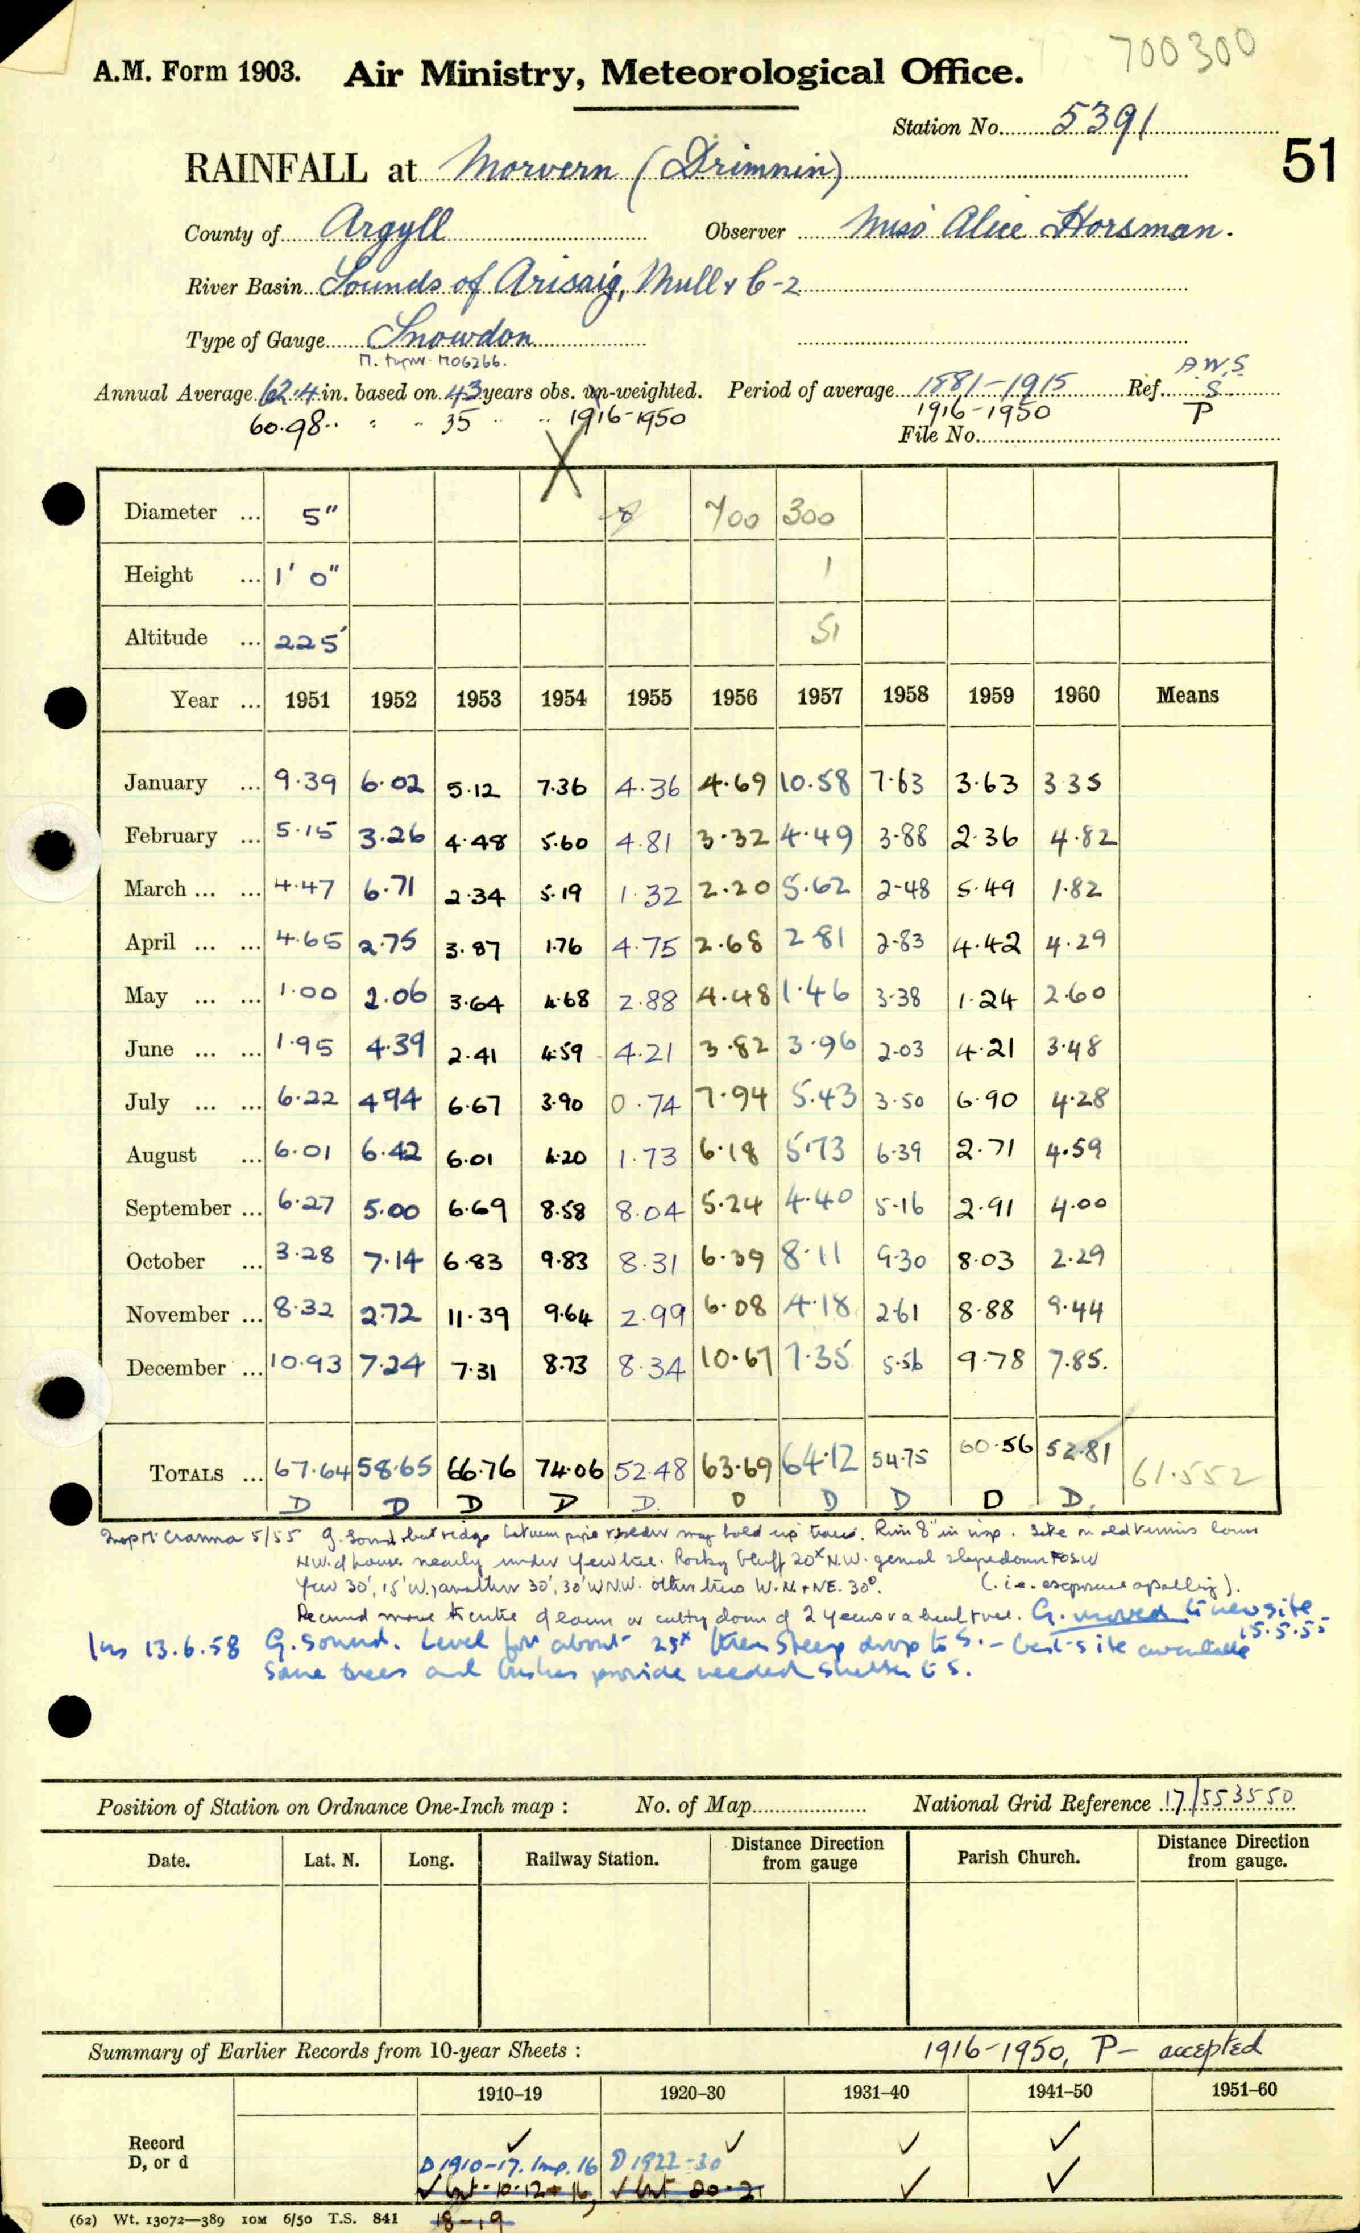 700300
A.M. Form 1903. Air Ministry, Meteorological Office.
Station No. 5391
51
RAINFALL at Morvern (Drimnin)
County of Argyll Observer Miss Alice Horsman.
River Basin Sounds of Arisaig, Mull & C-2
Type of Gauge Snowdon
M. MO6266.
A.W.S.
Annual Average 62.4 in. based on 43 years obs. un-weighted. Period of average 1881-1915 Ref. S.
60.98 " " 35 " " 1916-1950 1916-1950 P
File No.
Diameter ... 5" 8 700 300
Height ... 1' 0" 1
Altitude ... 225' 51
Year ... 1951 1952 1953 1954 1955 1956 1957 1958 1959 1960 Means
January ... 9.39 6.02 5.12 7.36 4.36 4.69 10.58 7.63 3.63 3.35
February ... 5.15 3.26 4.48 5.60 4.81 3.32 4.49 3.88 2.36 4.82
March ... ... 4.47 6.71 2.34 5.19 1.32 2.20 5.62 2.48 5.49 1.82
April ... ... 4.65 2.75 3.87 1.76 4.75 2.68 2.81 2.83 4.42 4.29
May ... ... 1.00 2.06 3.64 4.68 2.88 4.48 1.46 3.38 1.24 2.60
June ... ... 1.95 4.39 2.41 4.59 4.21 3.82 3.96 2.03 4.21 3.48
July ... ... 6.22 4.94 6.67 3.90 0.74 7.94 5.43 3.50 6.90 4.28
August ... 6.01 6.42 6.01 4.20 1.73 6.18 5.73 6.39 2.71 4.59
September ... 6.27 5.00 6.69 8.58 8.04 5.24 4.40 5.16 2.91 4.00
October ... 3.28 7.14 6.83 9.83 8.31 6.39 8.11 9.30 8.03 2.29
November ... 8.32 2.72 11.39 9.64 2.99 6.08 4.18 2.61 8.88 9.44
December ... 10.93 7.24 7.31 8.73 8.34 10.67 7.35 5.56 9.78 7.85.
TOTALS ... 67.64 58.65 66.76 74.06 52.48 63.69 64.12 54.75 60.56 52.81 61.552
D D D D D. D D D D D.
Insp Mr Cranna 5/55 G. sound but ridge between pipe & may hold up Rim 8" in insp. Site on old tennis lawn
N.W. of house nearly under yew tree. Rocky bluff 20x N.W. general slope down to SW
Yew 30', 15' W, another 30', 30' WNW. other trees W. N & NE. 30°. (i.e. exposure apalling).
move to centre of lawn or cutting down of 2 yews & a tree. G. moved to new site
15.5.55
Ins 13.6.58 G. sound. Level for about 25x then steep drop to S. - best site available
some trees and bushes provide needed shelter to S.
Position of Station on Ordnance One-Inch map : No. of Map National Grid Reference 17/553550
Date. Lat. N. Long. Railway Station. Distance Direction from gauge Parish Church. Distance Direction from gauge.
Summary of Earlier Records from 10-year Sheets : 1916-1950, P- accepted
1910-19 1920-30 1931-40 1941-50 1951-60
Record ✓ ✓ ✓ ✓
D, or d D 1910-17. Imp. 16 D 1922-30
✓ Int. 10-12 + 16, ✓ Int 20-21 ✓ ✓
18-19
(62) Wt. 13072—389 10M 6/50 T.S. 841